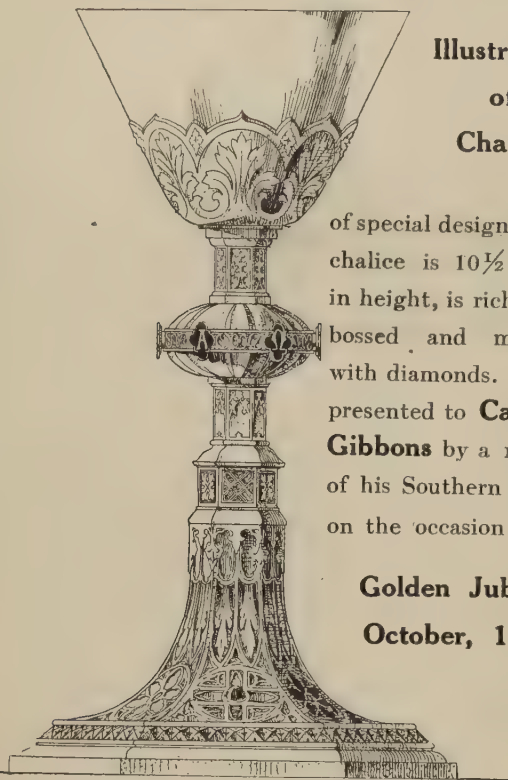 Illustr
of
Cha
of special design
chalice is 10½
in height, is rich
bossed and m
with diamonds.
presented to Ca
Gibbons by a
of his Southern
on the occasion
Golden Jub
October, 1
A Ω